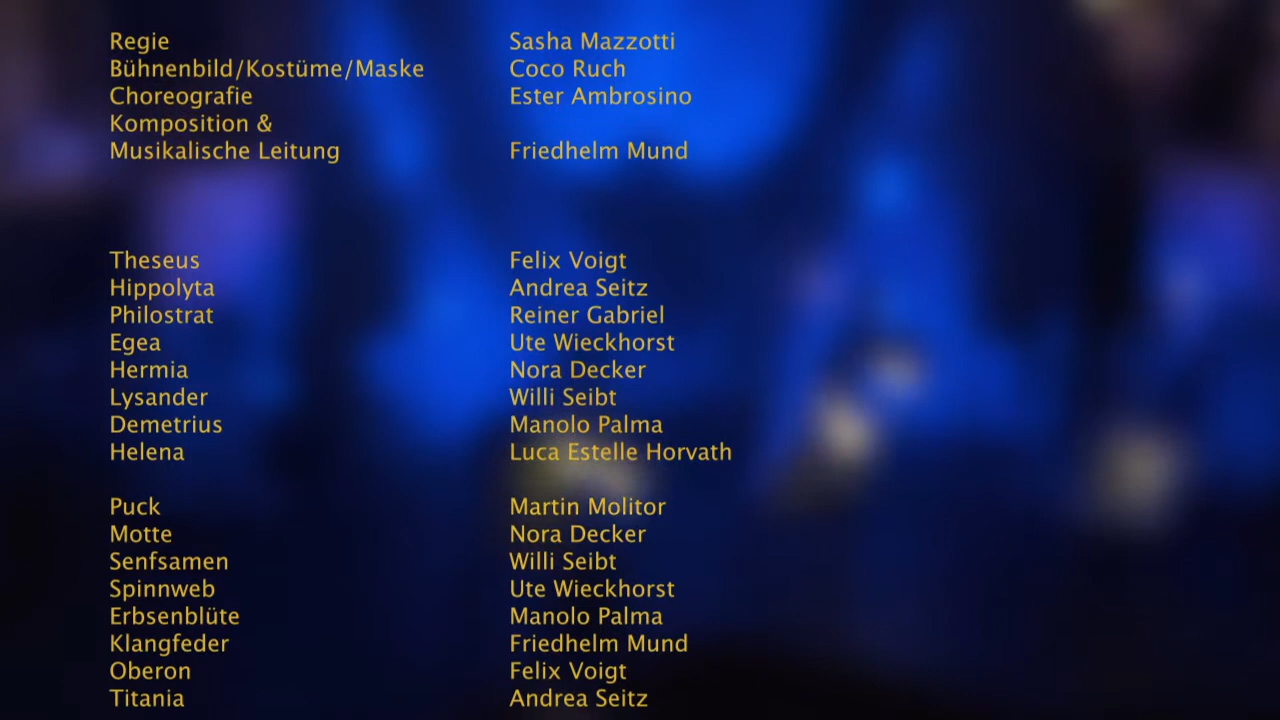 Regie Sasha Mazzotti
Bühnenbild/Kostüme/Maske Coco Ruch
Choreografie Ester Ambrosino
Komposition &
Musikalische Leitung Friedhelm Mund
Theseus Felix Voigt
Hippolyta Andrea Seitz
Philostrat Reiner Gabriel
Egea Ute Wieckhorst
Hermia Nora Decker
Lysander Willi Seibt
Demetrius Manolo Palma
Helena Luca Estelle Horvath
Puck Martin Molitor
Motte Nora Decker
Senfsamen Willi Seibt
Spinnweb Ute Wieckhorst
Erbsenblüte Manolo Palma
Klangfeder Friedhelm Mund
Oberon Felix Voigt
Titania Andrea Seitz